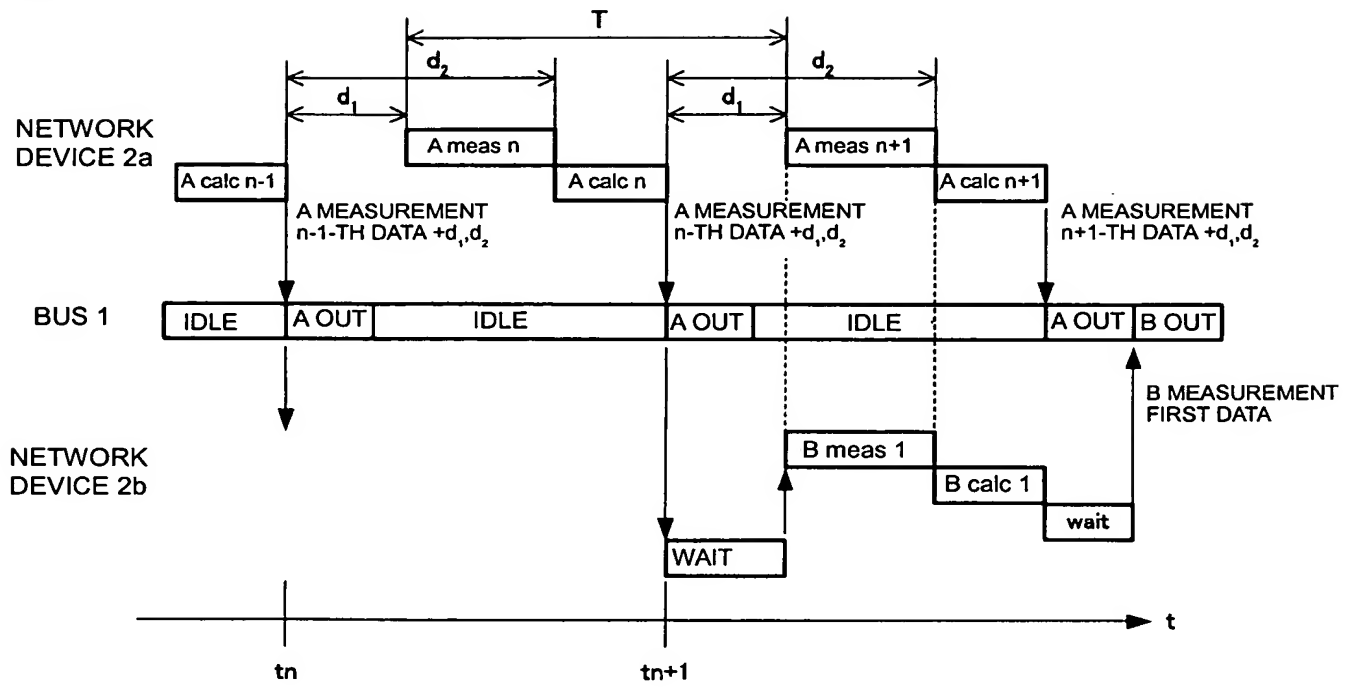 T
d₂
d₂
d₁
d₁
NETWORK
DEVICE 2a
A meas n
A meas n+1
A calc n-1
A calc n
A calc n+1
A MEASUREMENT
n-1-TH DATA +d₁,d₂
A MEASUREMENT
n-TH DATA +d₁,d₂
A MEASUREMENT
n+1-TH DATA +d₁,d₂
BUS 1
IDLE
A OUT
IDLE
A OUT
IDLE
A OUT
B OUT
B MEASUREMENT
FIRST DATA
NETWORK
DEVICE 2b
B meas 1
B calc 1
wait
WAIT
t
tn
tn+1